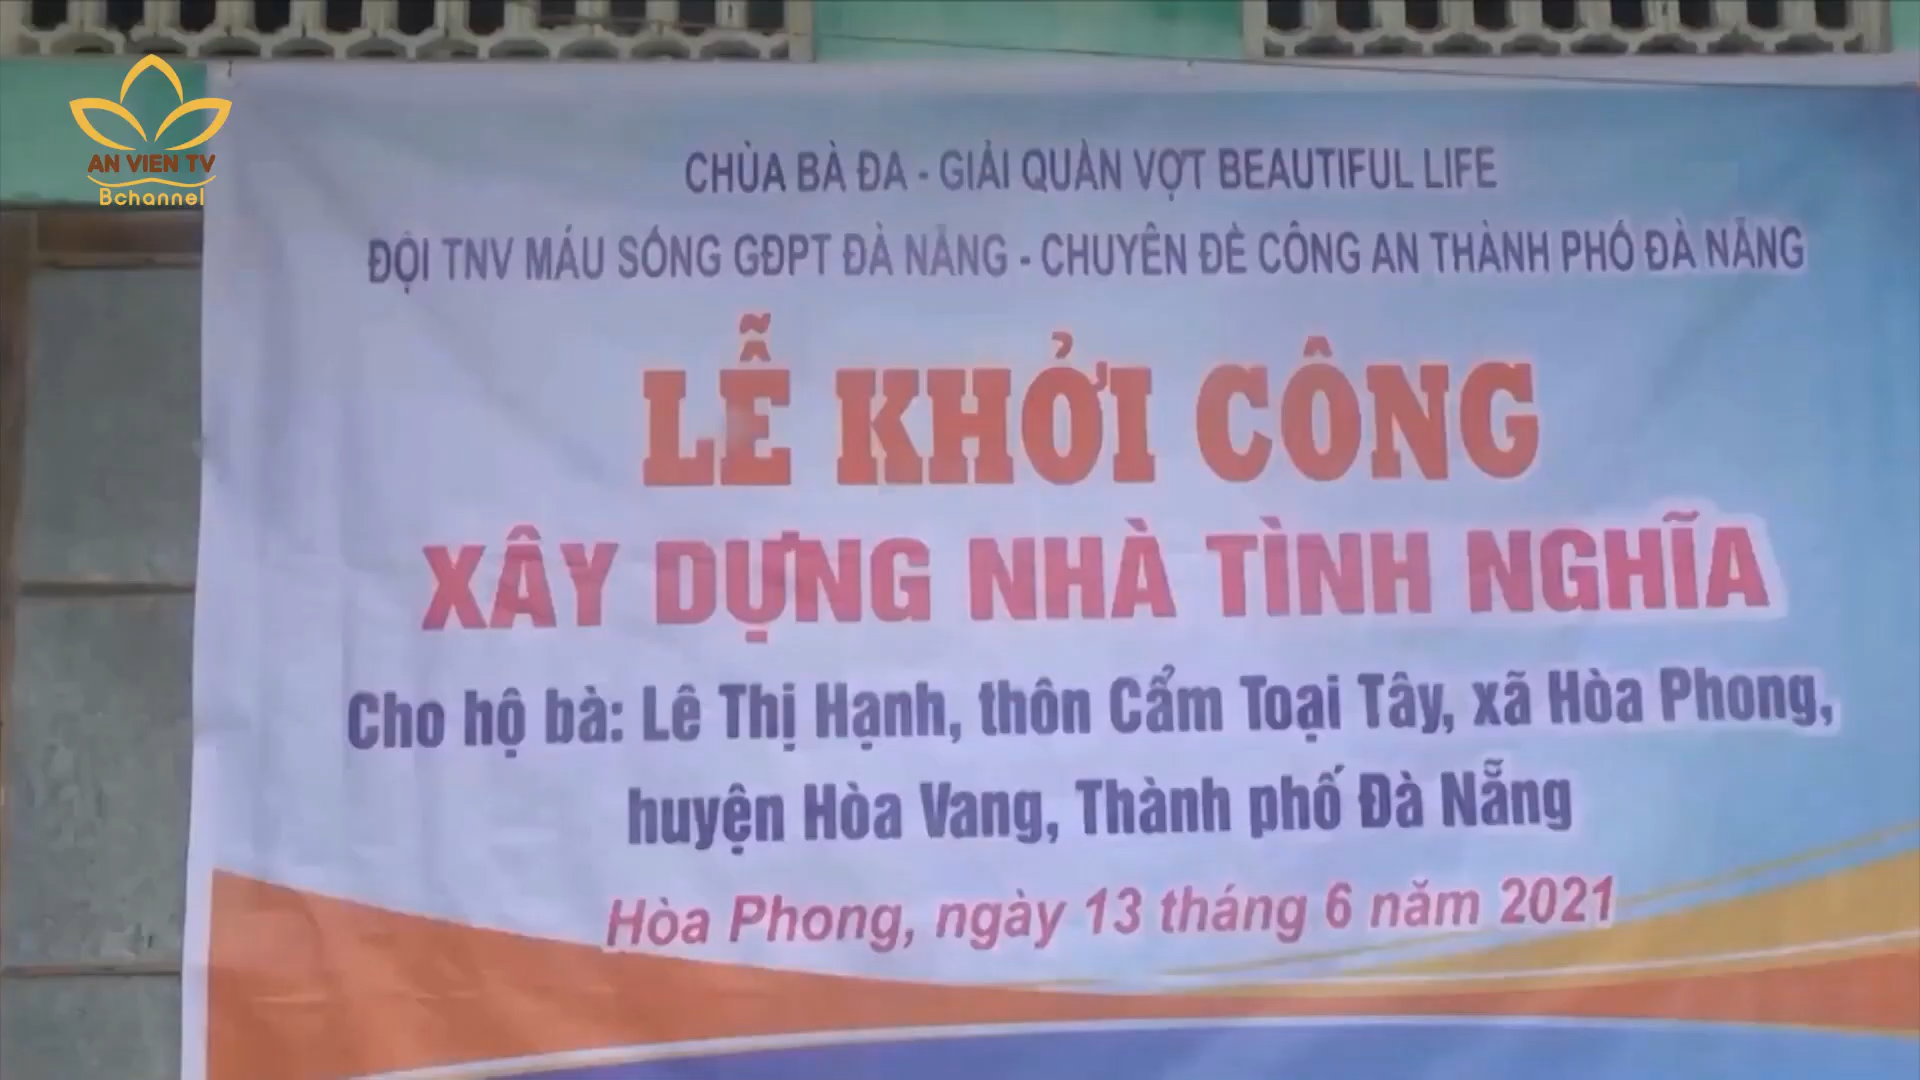 AN VIEN TV
Bchannel
CHÙA BÀ ĐA - GIẢI QUẦN VỢT BEAUTIFUL LIFE
ĐỘI TNV MÁU SỐNG GĐPT ĐÀ NẴNG - CHUYÊN ĐỀ CÔNG AN THÀNH PHỐ ĐÀ NẴNG
LỄ KHỞI CÔNG
XÂY DỰNG NHÀ TÌNH NGHĨA
Cho hộ bà: Lê Thị Hạnh, thôn Cẩm Toại Tây, xã Hòa Phong,
huyện Hòa Vang, Thành phố Đà Nẵng
Hòa Phong, ngày 13 tháng 6 năm 2021